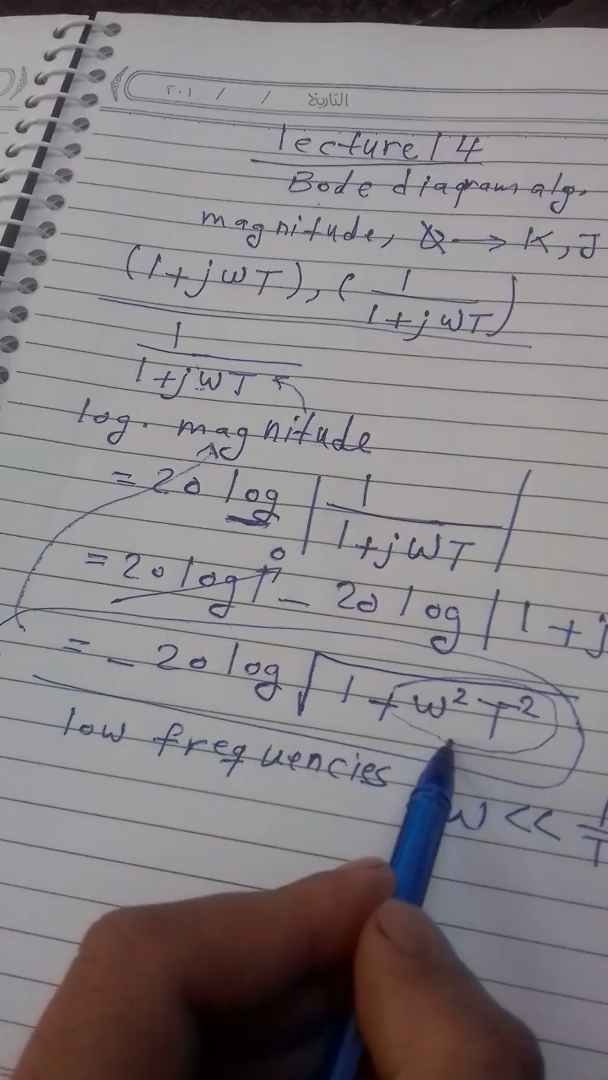 ٢٠١ / / التاريخ
lecture 14
Bode diagram, alg.
magnitude, → K, J
(1+jωT), (1/(1+jωT))
1/(1+jωT)
log. magnitude
= 20 log |1/(1+jωT)|
= 20 log 1 0 - 20 log |1+j
= - 20 log √(1+ω²T²)
low frequencies ω << 1/T